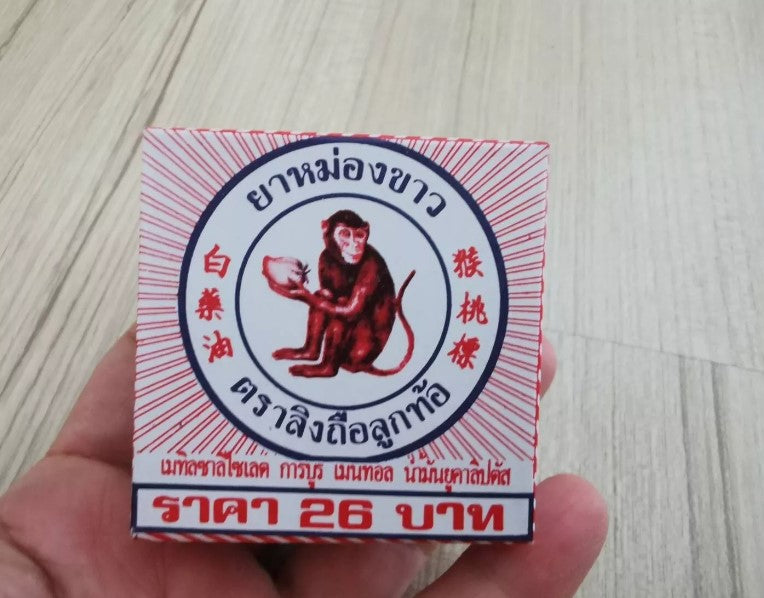 ยาหม่องขาว
白藥油
猴桃標
ตราลิงถือลูกท้อ
เมทิลซาลิไซเลต การบูร เมนทอล น้ำมันยูคาลิปตัส
ราคา 26 บาท